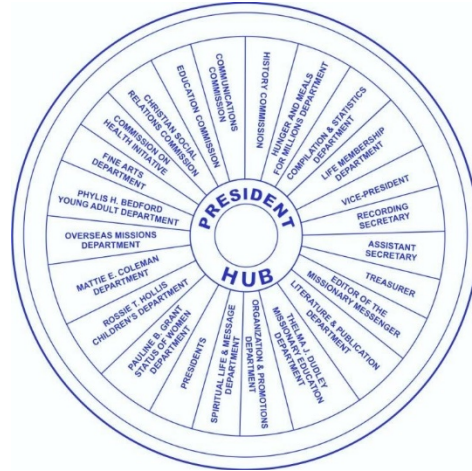 PRESIDENT
HUB
HISTORY COMMISSION
HUNGER AND MEALS
FOR MILLIONS DEPARTMENT
COMPILATION & STATISTICS
DEPARTMENT
LIFE MEMBERSHIP
DEPARTMENT
VICE-PRESIDENT
RECORDING
SECRETARY
ASSISTANT
SECRETARY
TREASURER
EDITOR OF THE
MISSIONARY MESSENGER
LITERATURE & PUBLICATION
DEPARTMENT
THELMA J. DUDLEY
MISSIONARY EDUCATION
DEPARTMENT
ORGANIZATION & PROMOTIONS
DEPARTMENT
SPIRITUAL LIFE & MESSAGE
DEPARTMENT
PRESIDENTS
PAULINE B. GRANT
STATUS OF WOMEN
DEPARTMENT
ROSSIE T. HOLLIS
CHILDREN'S DEPARTMENT
MATTIE E. COLEMAN
DEPARTMENT
OVERSEAS MISSIONS
DEPARTMENT
PHYLIS H. BEDFORD
YOUNG ADULT DEPARTMENT
FINE ARTS
DEPARTMENT
COMMISSION ON
HEALTH INITIATIVE
CHRISTIAN SOCIAL
RELATIONS COMMISSION
EDUCATION COMMISSION
COMMUNICATIONS
COMMISSION